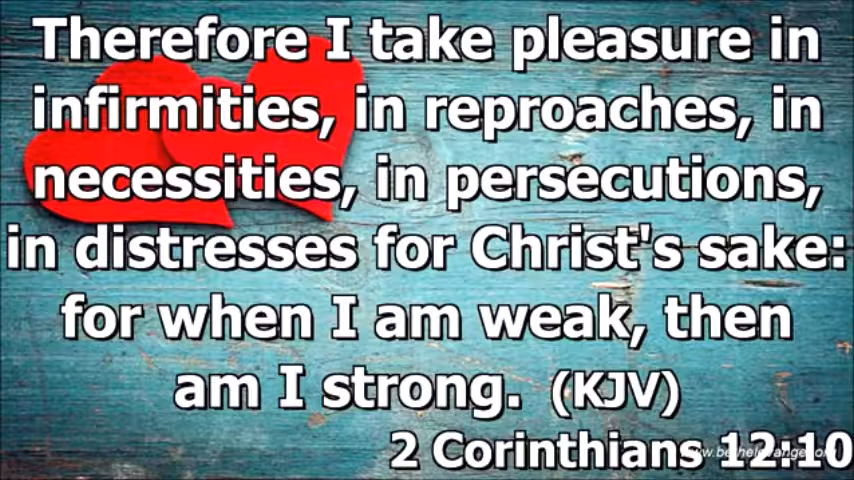 Therefore I take pleasure in
infirmities, in reproaches, in
necessities, in persecutions,
in distresses for Christ's sake:
for when I am weak, then
am I strong. (KJV)
2 Corinthians 12:10